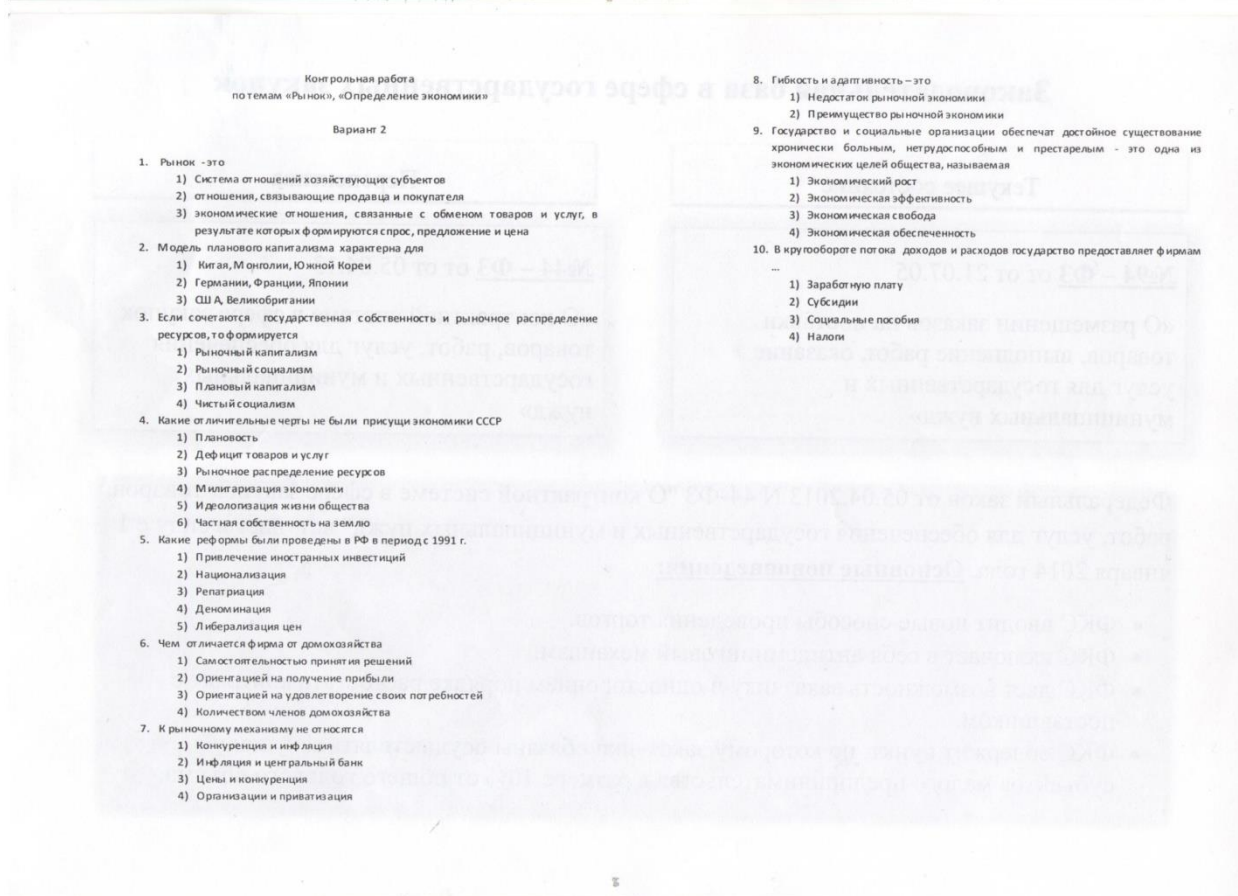 Контрольная работа
по темам «Рынок», «Определение экономики»
Вариант 2
1. Рынок - это
1) Система отношений хозяйствующих субъектов
2) отношения, связывающие продавца и покупателя
3) экономические отношения, связанные с обменом товаров и услуг, в
результате которых формируются спрос, предложение и цена
2. Модель планового капитализма характерна для
1) Китая, Монголии, Южной Кореи
2) Германии, Франции, Японии
3) США, Великобритании
3. Если сочетаются государственная собственность и рыночное распределение
ресурсов, то формируется
1) Рыночный капитализм
2) Рыночный социализм
3) Плановый капитализм
4) Чистый социализм
4. Какие отличительные черты не были присущи экономики СССР
1) Плановость
2) Дефицит товаров и услуг
3) Рыночное распределение ресурсов
4) Милитаризация экономики
5) Идеологизация жизни общества
6) Частная собственность на землю
5. Какие реформы были проведены в РФ в период с 1991 г.
1) Привлечение иностранных инвестиций
2) Национализация
3) Репатриация
4) Деноминация
5) Либерализация цен
6. Чем отличается фирма от домохозяйства
1) Самостоятельностью принятия решений
2) Ориентацией на получение прибыли
3) Ориентацией на удовлетворение своих потребностей
4) Количеством членов домохозяйства
7. К рыночному механизму не относятся
1) Конкуренция и инфляция
2) Инфляция и центральный банк
3) Цены и конкуренция
4) Организации и приватизация
8. Гибкость и адаптивность – это
1) Недостаток рыночной экономики
2) Преимущество рыночной экономики
9. Государство и социальные организации обеспечат достойное существование
хронически больным, нетрудоспособным и престарелым - это одна из
экономических целей общества, называемая
1) Экономический рост
2) Экономическая эффективность
3) Экономическая свобода
4) Экономическая обеспеченность
10. В кругообороте потока доходов и расходов государство предоставляет фирмам
...
1) Заработную плату
2) Субсидии
3) Социальные пособия
4) Налоги